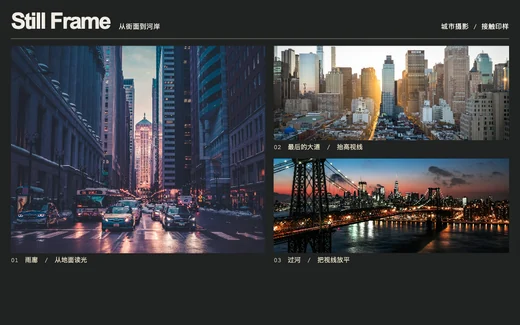 Still Frame 从街面到河岸
城市摄影 / 接触印样
01 雨廊 / 从地面读光
02 最后的大道 / 抬高视线
03 过河 / 把视线放平